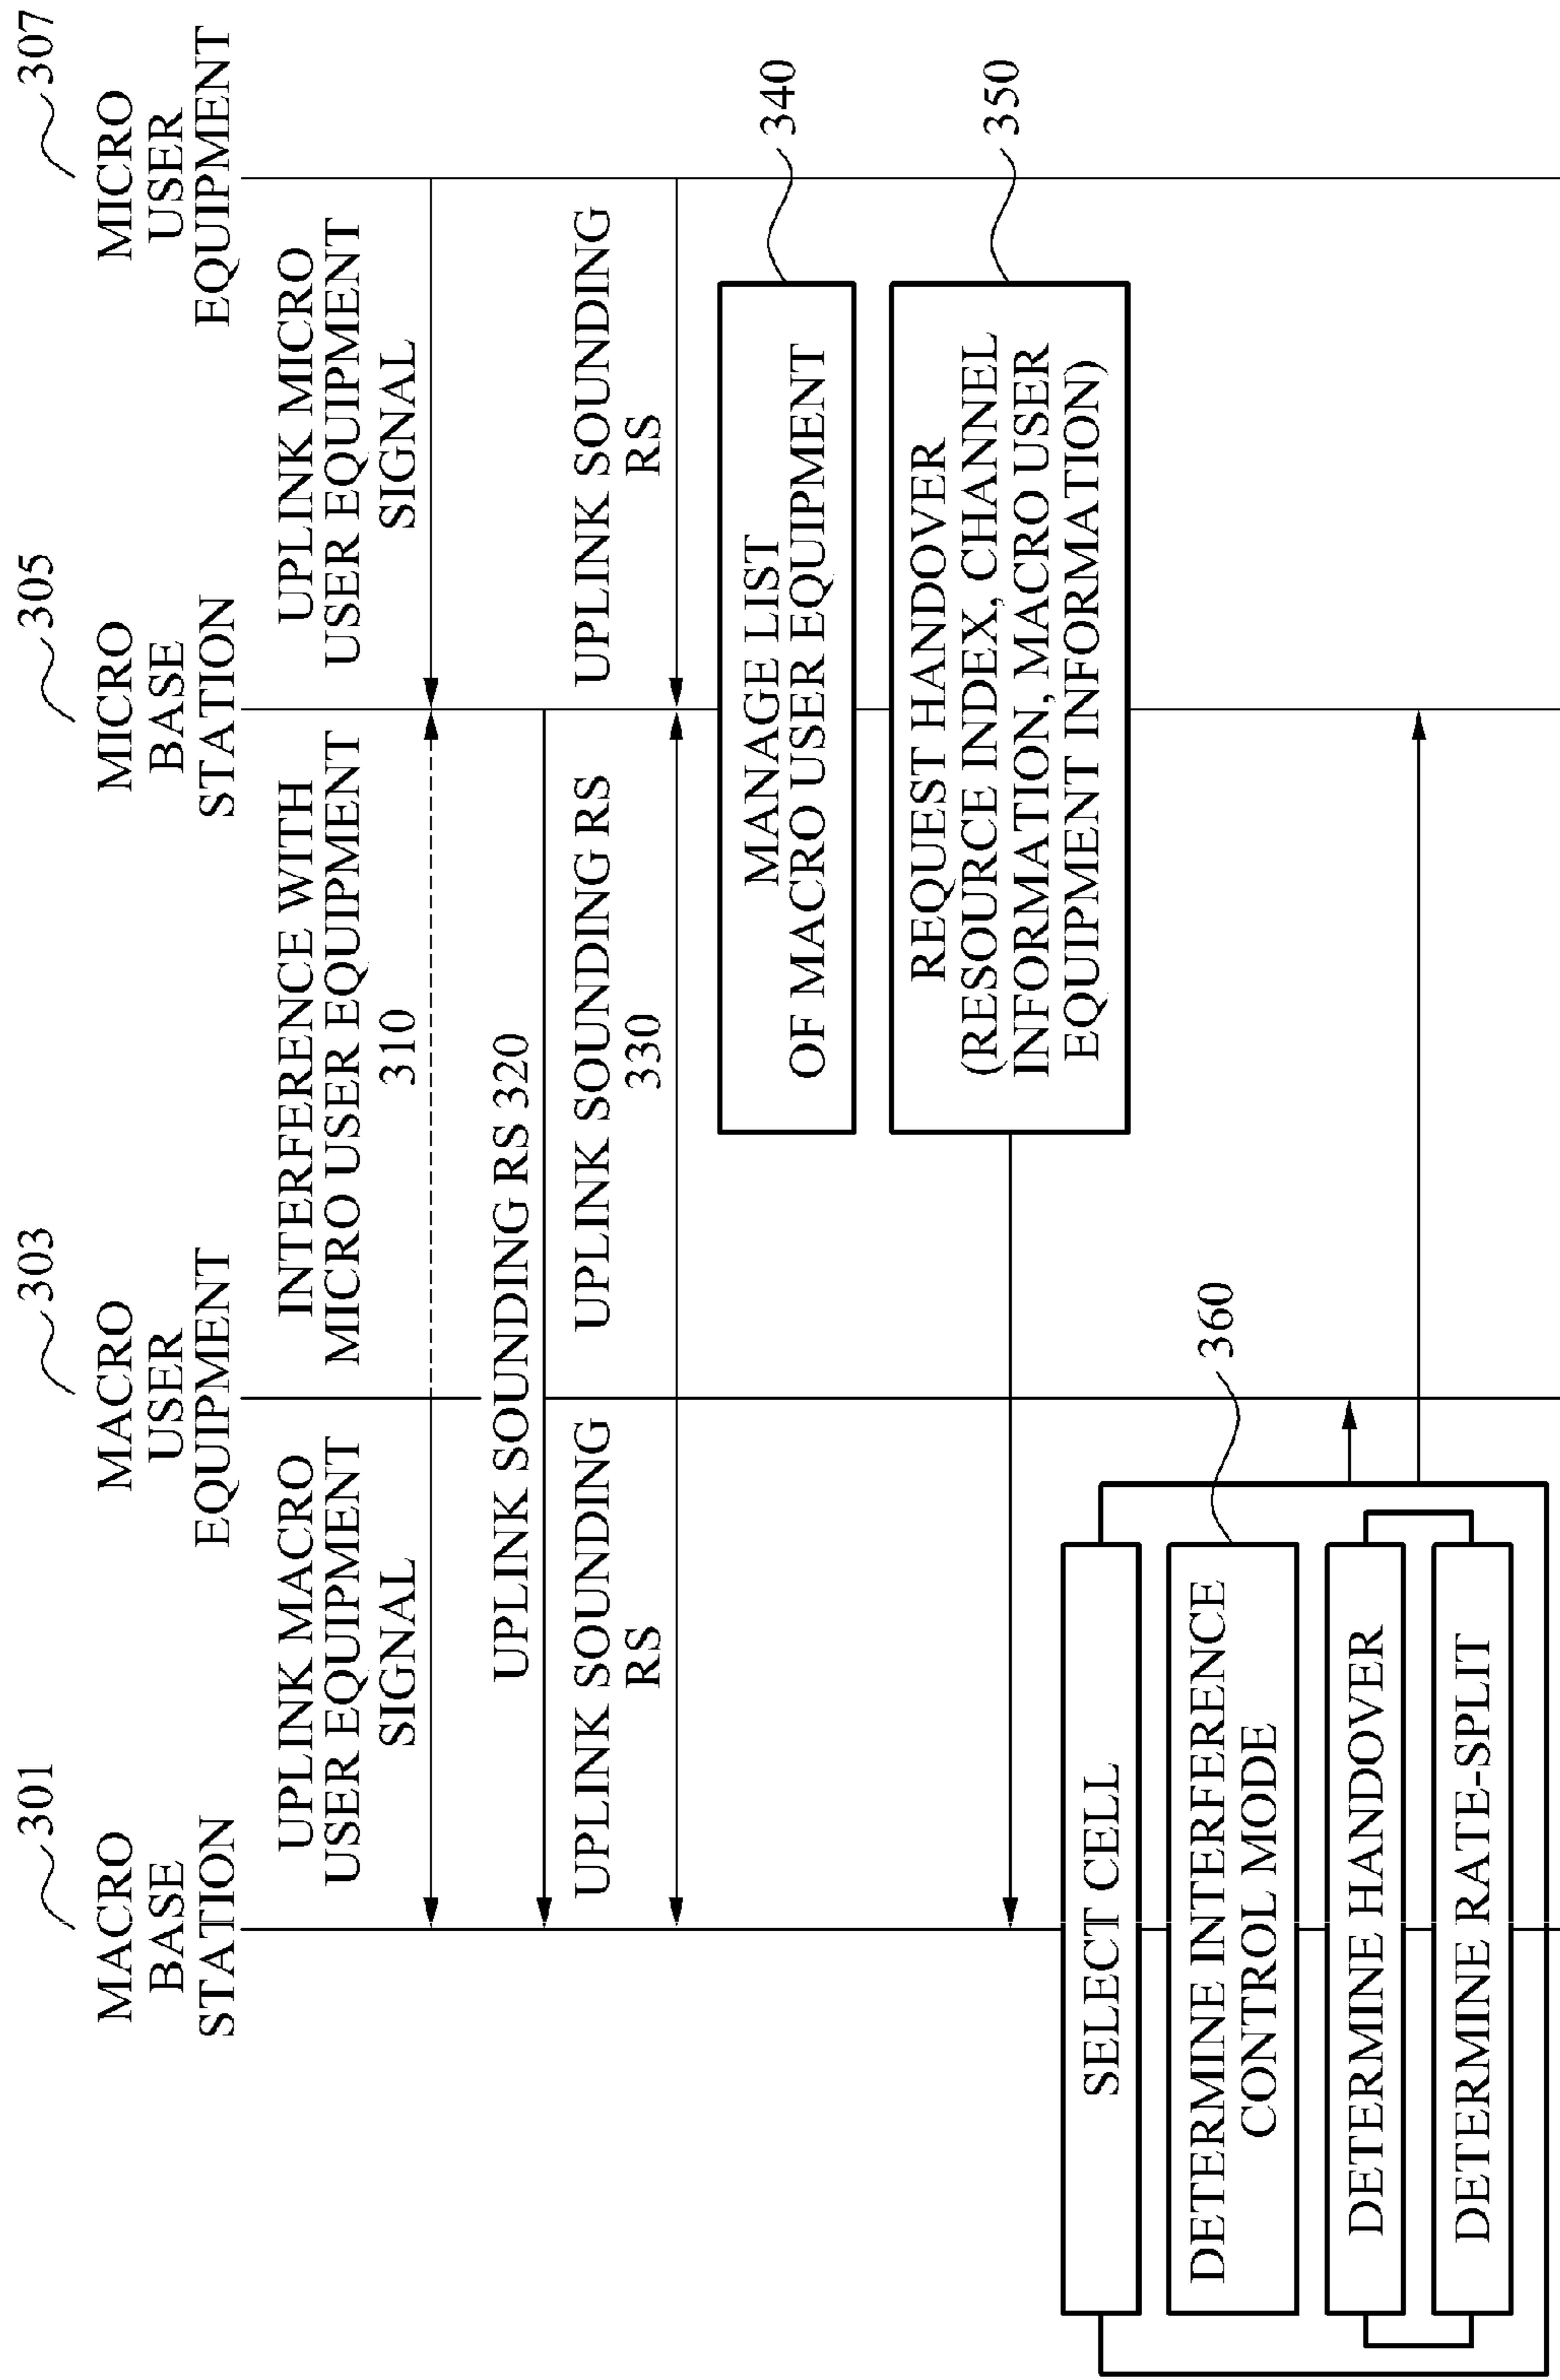 301
303
305
307
MACRO
BASE
STATION
MACRO
USER
EQUIPMENT
MICRO
BASE
STATION
MICRO
USER
EQUIPMENT
UPLINK MACRO
USER EQUIPMENT
SIGNAL
INTERFERENCE WITH
MICRO USER EQUIPMENT
310
UPLINK MICRO
USER EQUIPMENT
SIGNAL
UPLINK SOUNDING RS 320
UPLINK SOUNDING
RS
UPLINK SOUNDING RS
330
UPLINK SOUNDING
RS
MANAGE LIST
OF MACRO USER EQUIPMENT
340
REQUEST HANDOVER
(RESOURCE INDEX, CHANNEL
INFORMATION, MACRO USER
EQUIPMENT INFORMATION)
350
SELECT CELL
DETERMINE INTERFERENCE
CONTROL MODE
360
DETERMINE HANDOVER
DETERMINE RATE-SPLIT